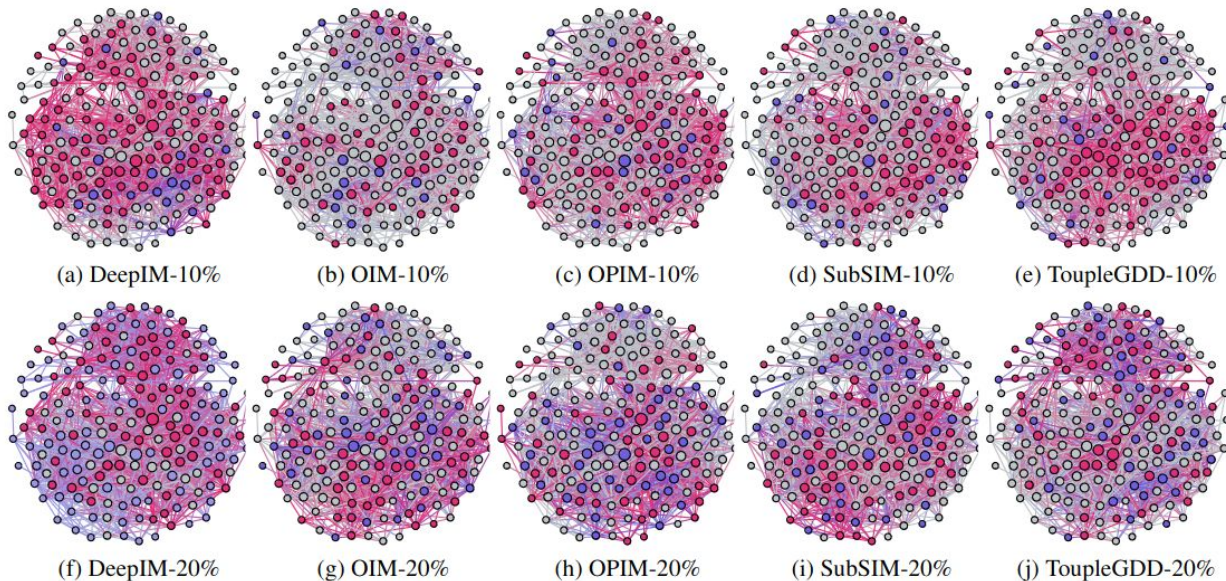 (a) DeepIM-10% (b) OIM-10% (c) OPIM-10% (d) SubSIM-10% (e) ToupleGDD-10%
(f) DeepIM-20% (g) OIM-20% (h) OPIM-20% (i) SubSIM-20% (j) ToupleGDD-20%